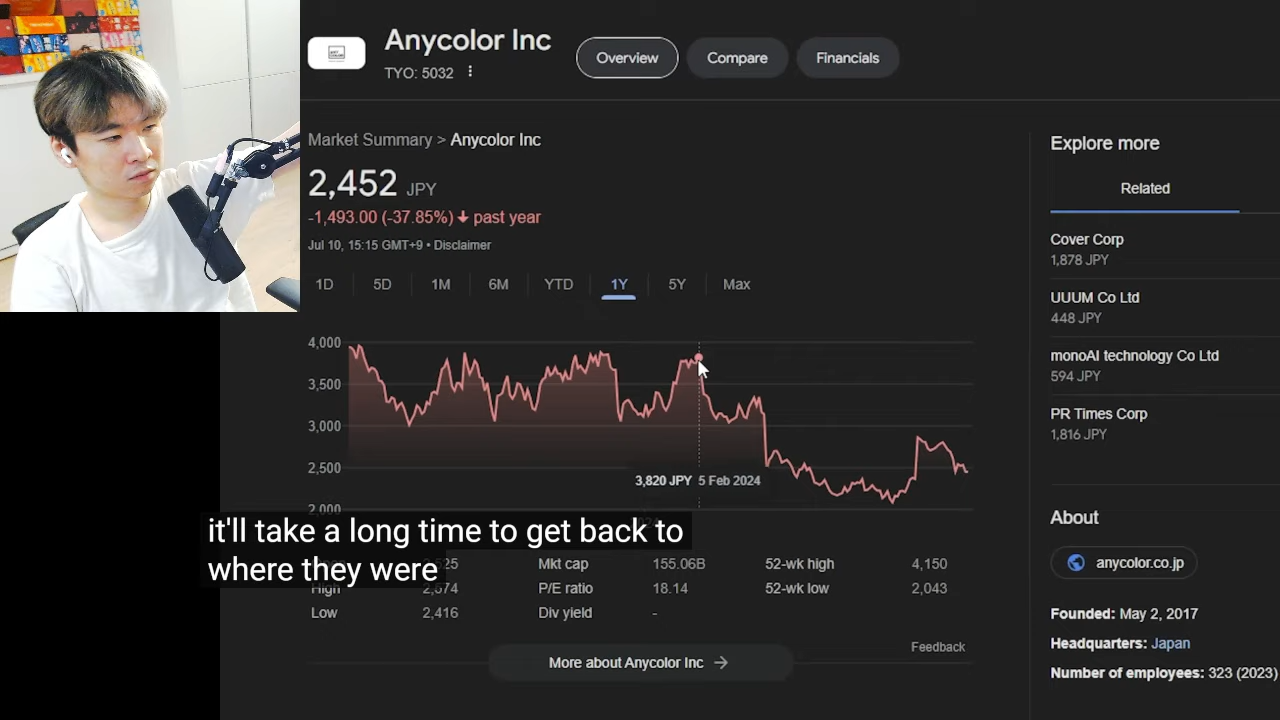 Anycolor Inc
TYO: 5032
Overview
Compare
Financials
Market Summary > Anycolor Inc
2,452 JPY
-1,493.00 (-37.85%) ↓ past year
Jul 10, 15:15 GMT+9 • Disclaimer
1D 5D 1M 6M YTD 1Y 5Y Max
4,000
3,500
3,000
2,500
2,000
3,820 JPY 5 Feb 2024
it'll take a long time to get back to
where they were
Mkt cap 155.06B 52-wk high 4,150
High 2,574 P/E ratio 18.14 52-wk low 2,043
Low 2,416 Div yield -
Feedback
More about Anycolor Inc →
Explore more
Related
Cover Corp
1,878 JPY
UUUM Co Ltd
448 JPY
monoAI technology Co Ltd
594 JPY
PR Times Corp
1,816 JPY
About
anycolor.co.jp
Founded: May 2, 2017
Headquarters: Japan
Number of employees: 323 (2023)